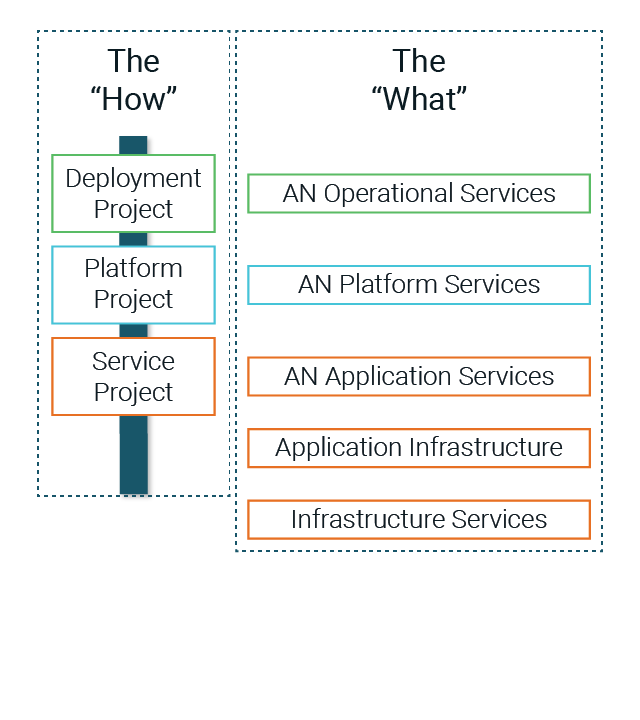 The
“How”
Deployment
Project
Platform
Project
Service
Project
The
“What”
AN Operational Services
AN Platform Services
AN Application Services
Application Infrastructure
Infrastructure Services